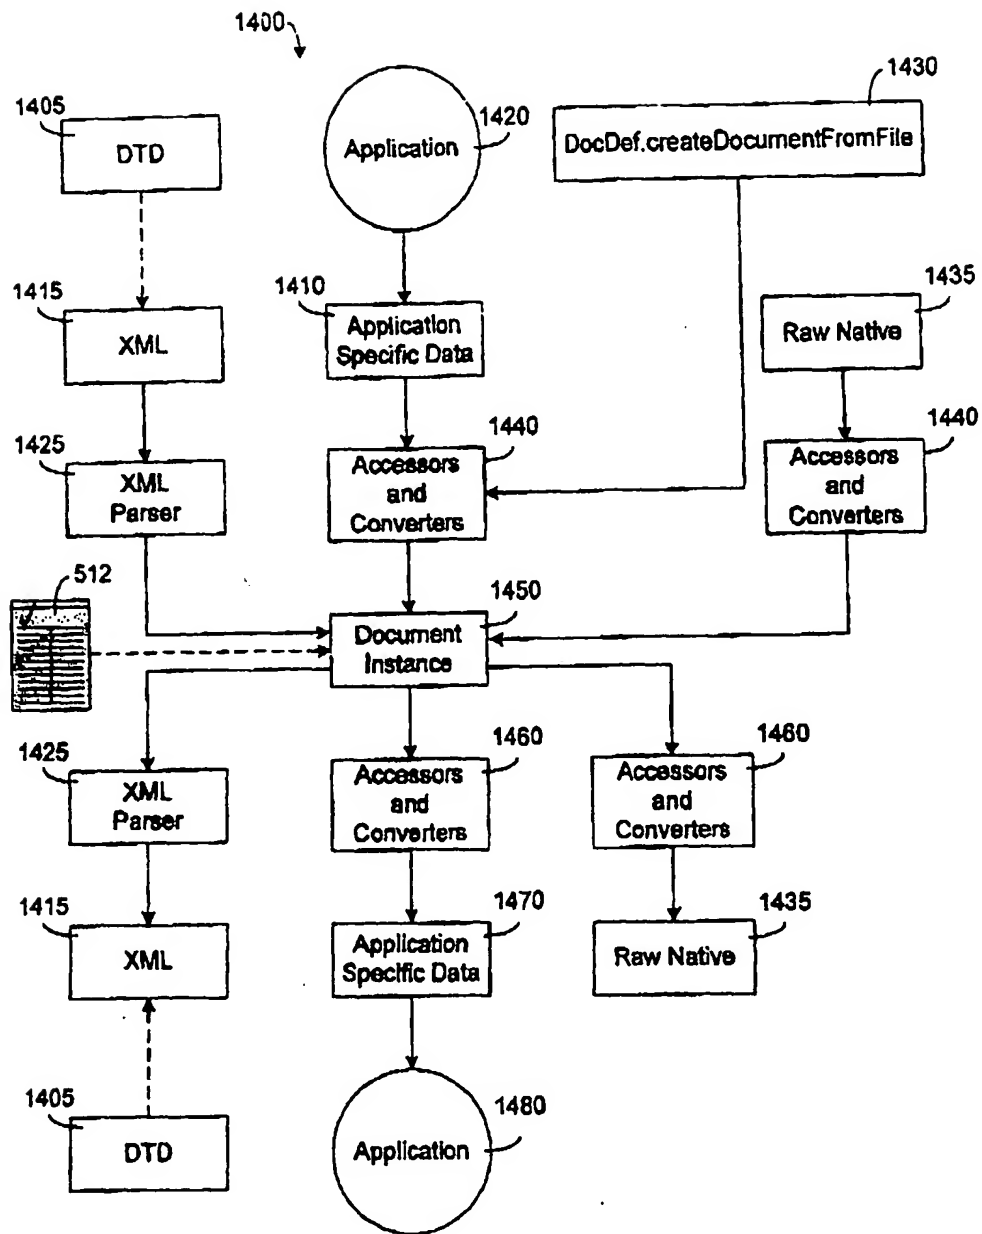 1400
1405
DTD
Application
1420
1430
DocDef.createDocumentFromFile
1415
XML
1410
Application
Specific Data
1435
Raw Native
1425
XML
Parser
1440
Accessors
and
Converters
1440
Accessors
and
Converters
512
1450
Document
Instance
1425
XML
Parser
1460
Accessors
and
Converters
1460
Accessors
and
Converters
1415
XML
1470
Application
Specific Data
1435
Raw Native
1405
DTD
Application
1480